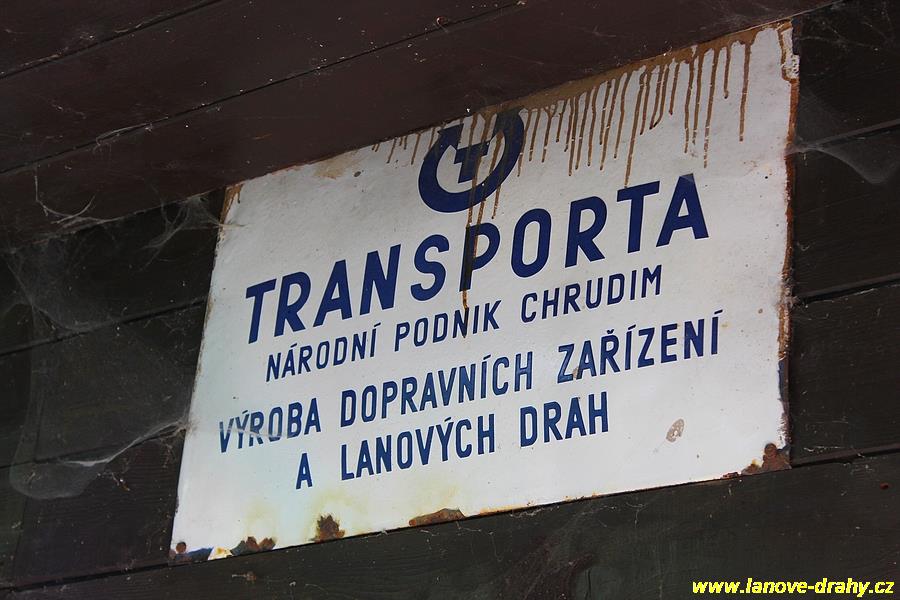 TRANSPORTA
NÁRODNÍ PODNIK CHRUDIM
VÝROBA DOPRAVNÍCH ZAŘÍZENÍ
A LANOVÝCH DRAH
www.lanove-drahy.cz